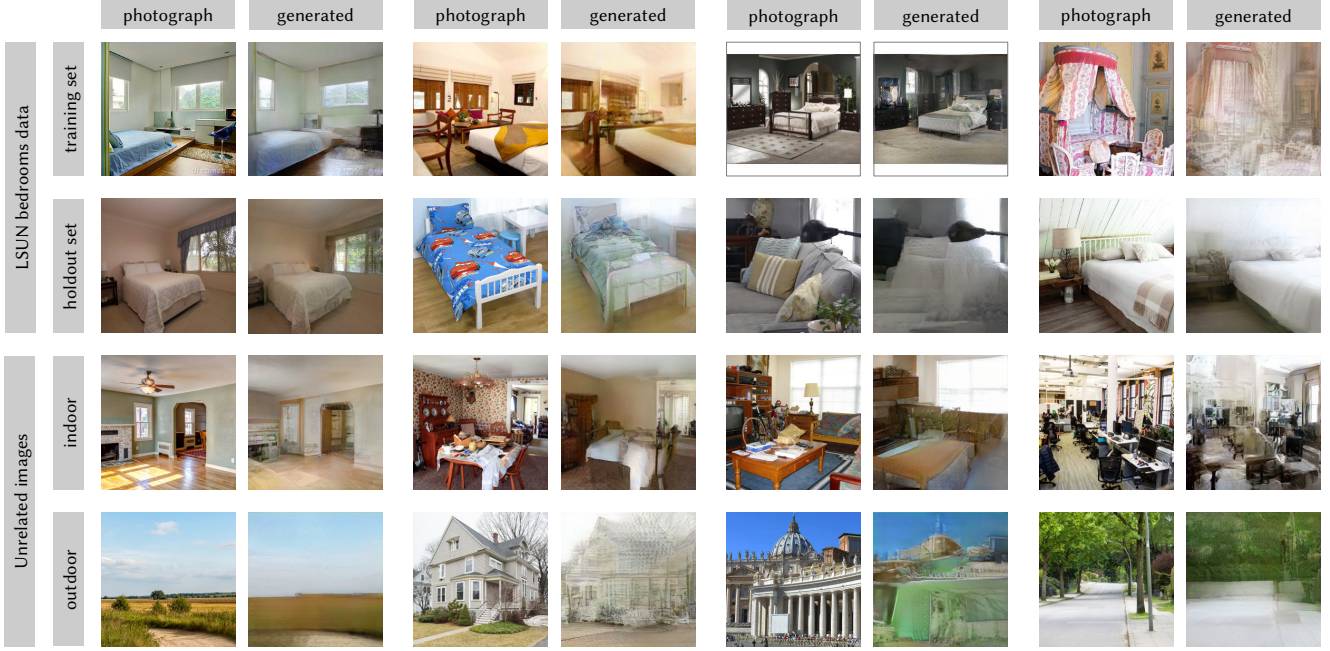 photograph generated photograph generated photograph generated photograph generated
LSUN bedrooms data
training set
holdout set
Unrelated images
indoor
outdoor